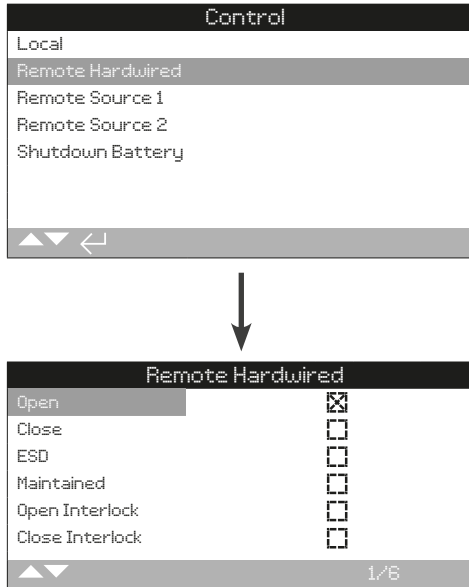 Control
Local
Remote Hardwired
Remote Source 1
Remote Source 2
Shutdown Battery
Remote Hardwired
Open
Close
ESD
Maintained
Open Interlock
Close Interlock
1/6